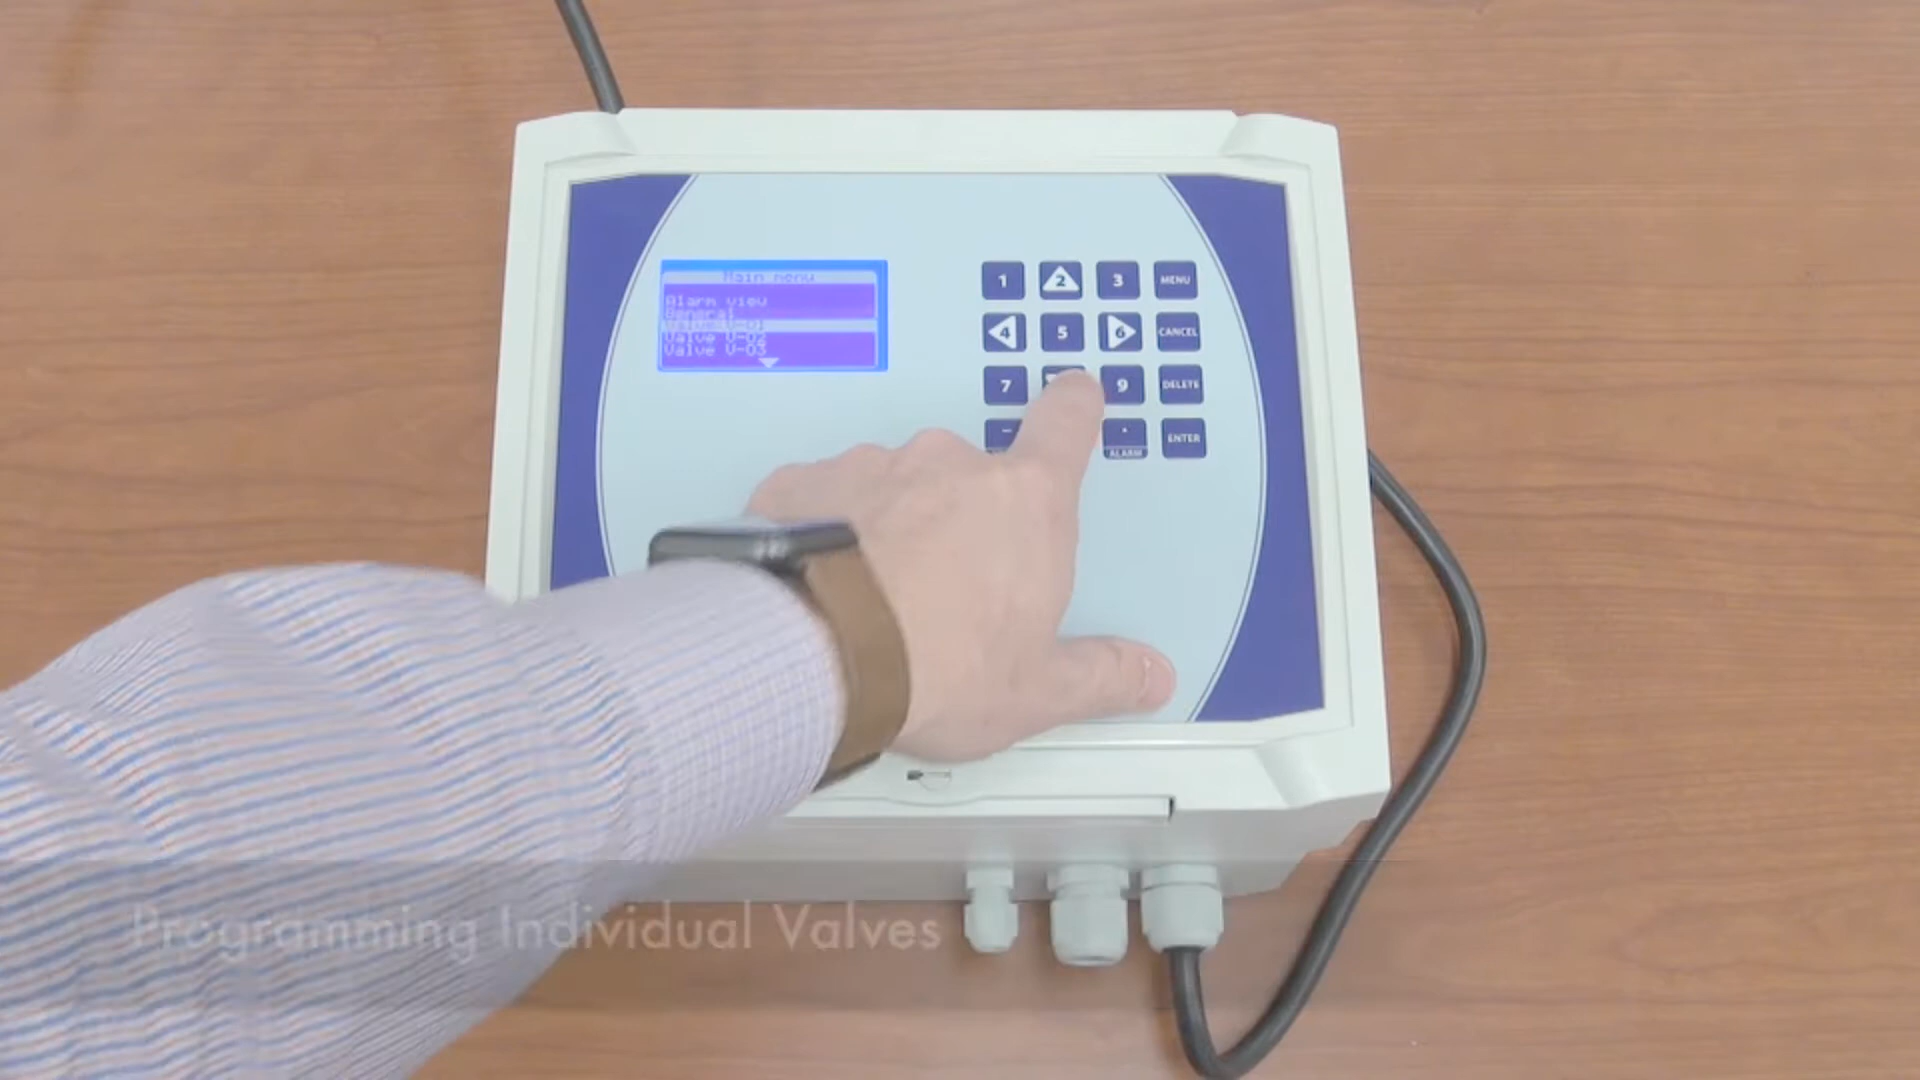 Main menu
Alarm view
General
Valve V-01
Valve V-02
Valve V-03
1 2 3 MENU
4 5 6 CANCEL
7 9 DELETE
- . ENTER
ALARM
Programming Individual Valves